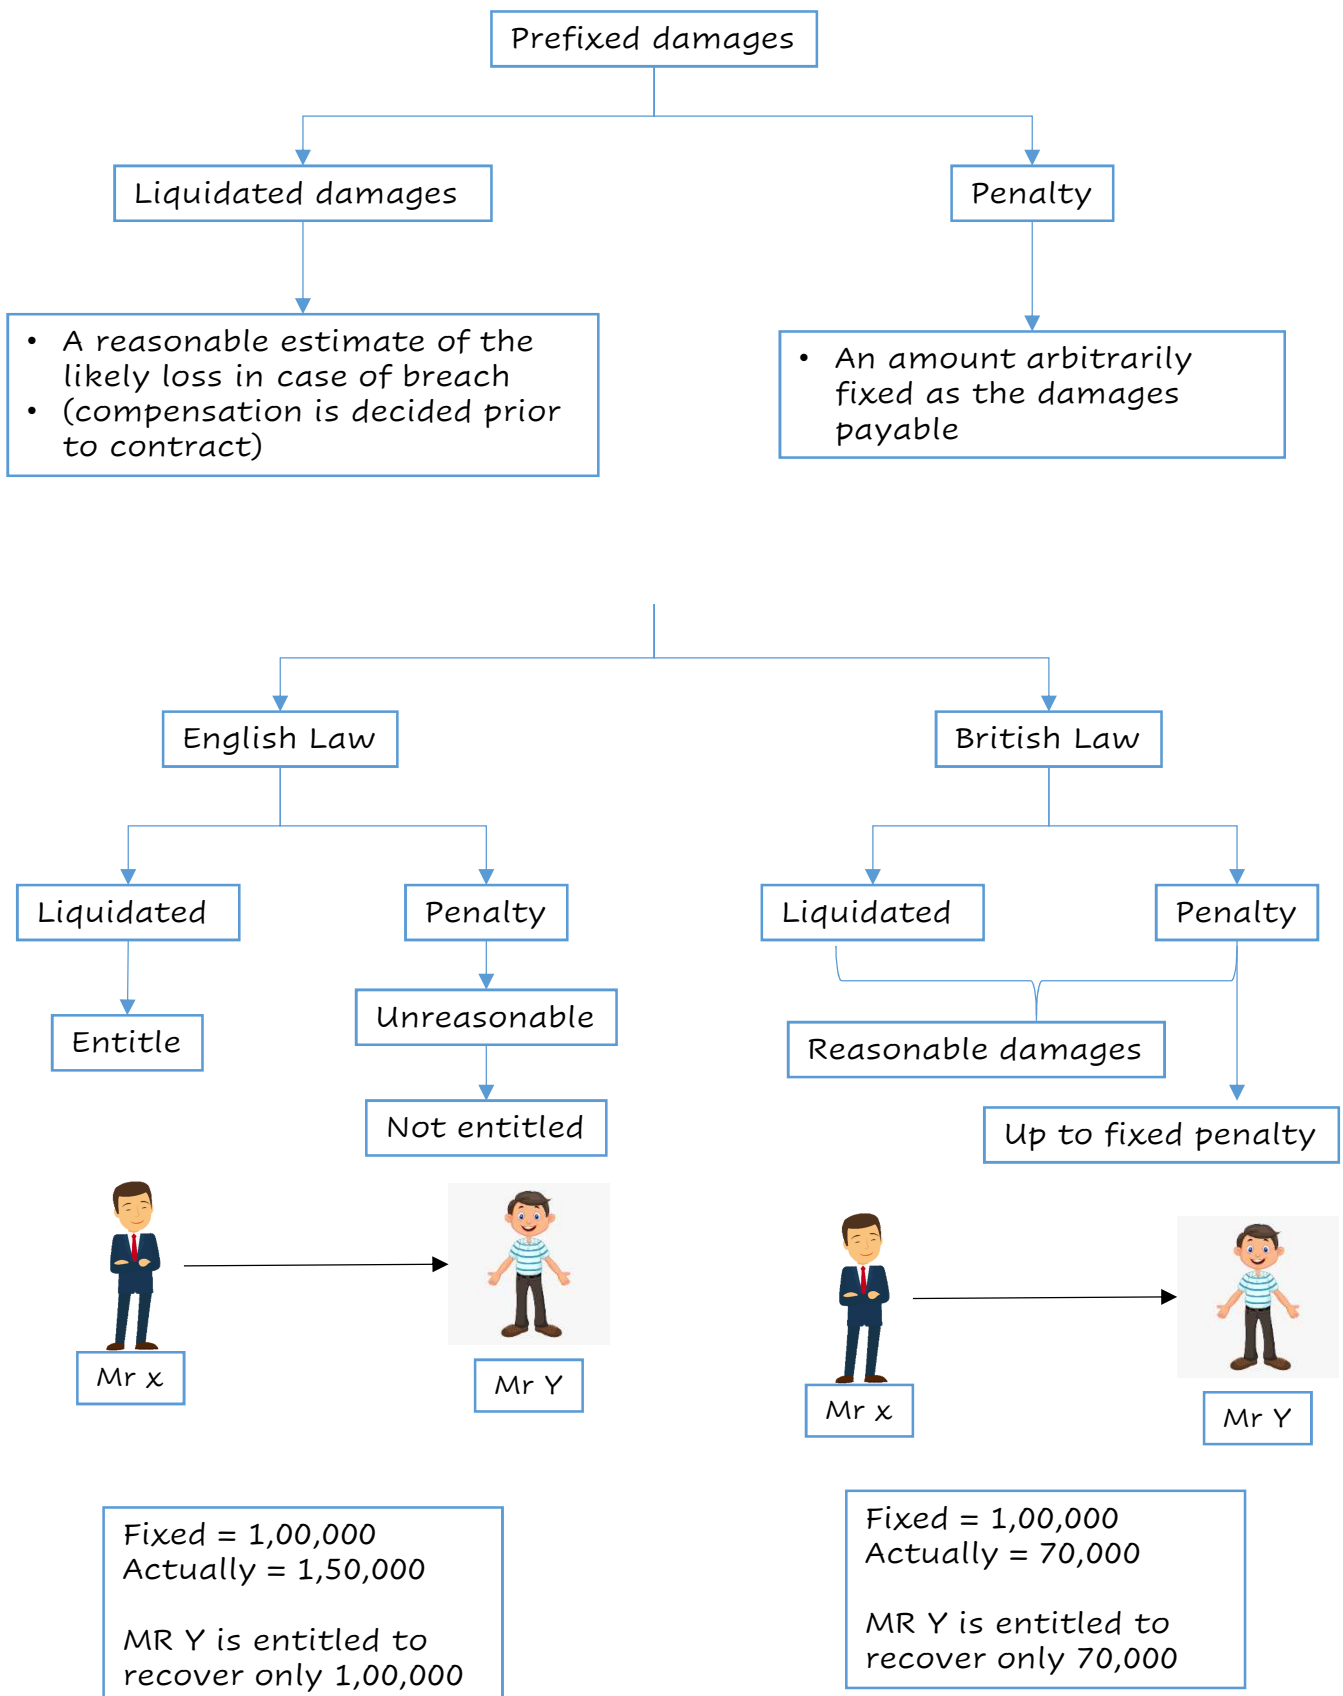 Prefixed damages
Liquidated damages
Penalty
• A reasonable estimate of the
likely loss in case of breach
• (compensation is decided prior
to contract)
• An amount arbitrarily
fixed as the damages
payable
English Law
British Law
Liquidated
Penalty
Liquidated
Penalty
Entitle
Unreasonable
Reasonable damages
Not entitled
Up to fixed penalty
Mr x
Mr Y
Mr x
Mr Y
Fixed = 1,00,000
Actually = 1,50,000
MR Y is entitled to
recover only 1,00,000
Fixed = 1,00,000
Actually = 70,000
MR Y is entitled to
recover only 70,000